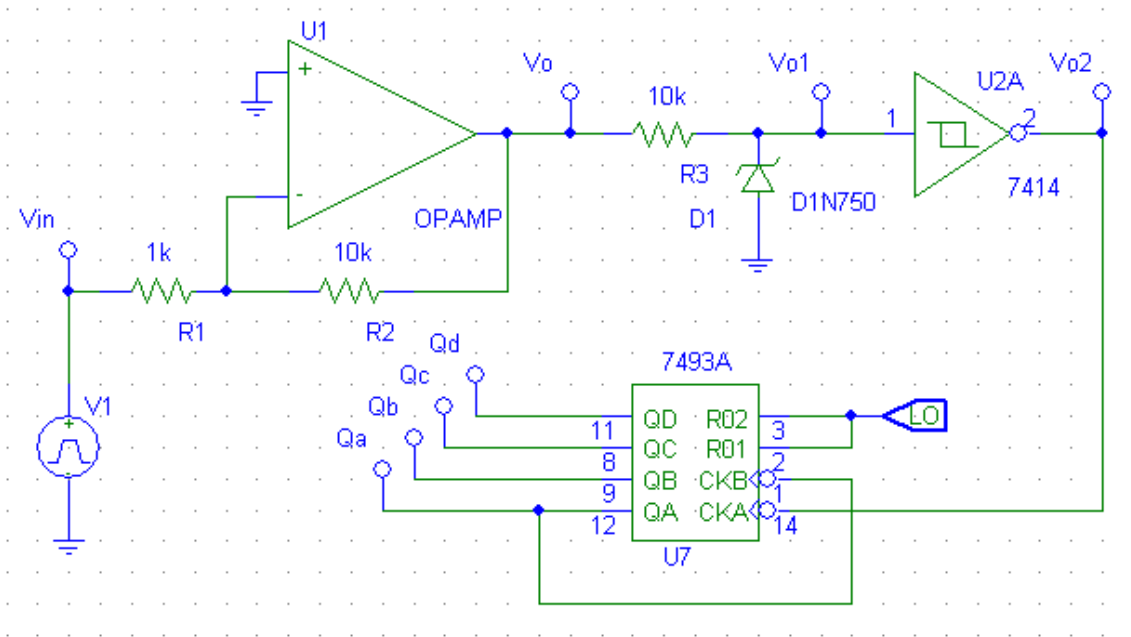 U1
+
-
OPAMP
Vo
10k
R3
Vo1
D1
D1N750
1
U2A
2
7414
Vo2
Vin
1k
R1
10k
R2
V1
+
-
Qd
Qc
Qb
Qa
7493A
11
8
9
12
QD R02
QC R01
QB CKB
QA CKA
3
2
1
14
LO
U7